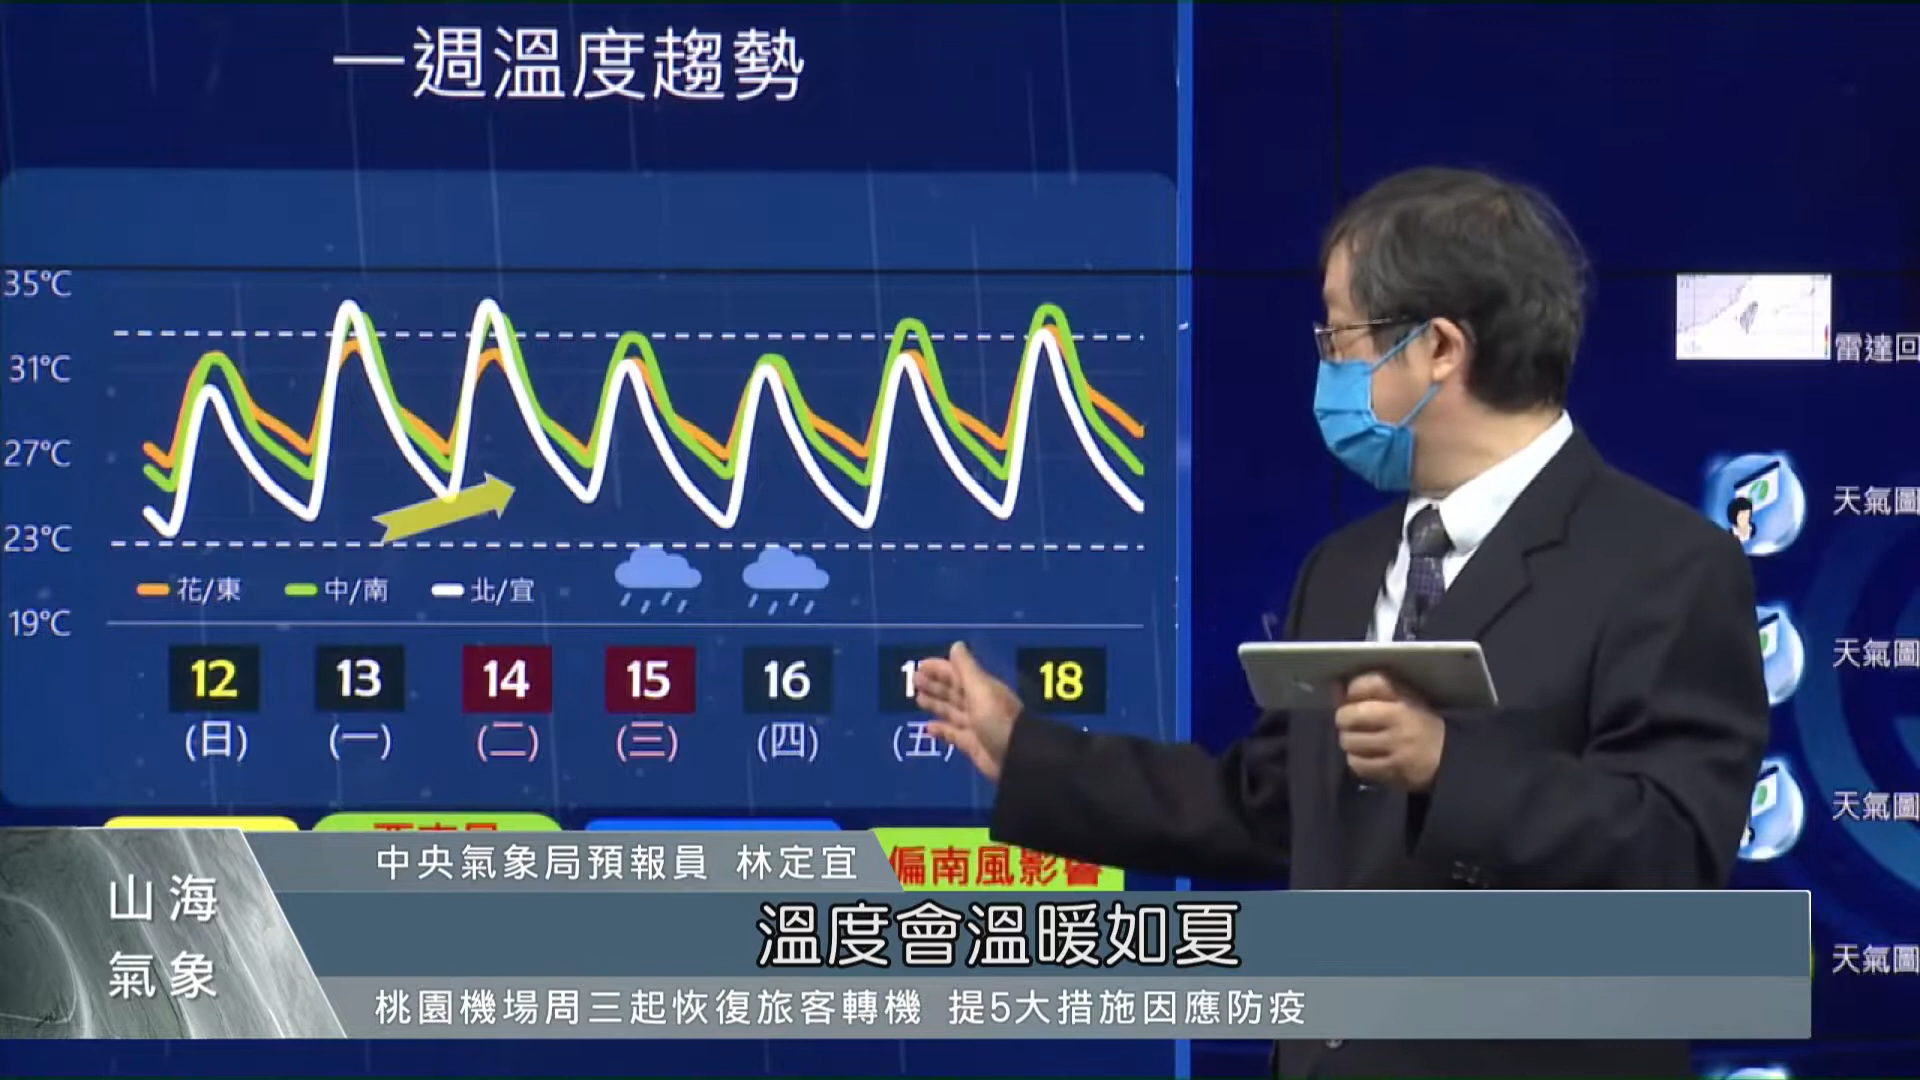 一週溫度趨勢
35°C
31°C
27°C
23°C
19°C
花/東
中/南
北/宜
12
13
14
15
16
18
(日)
(一)
(二)
(三)
(四)
(五)
雷達回
天氣圖
天氣圖
天氣圖
天氣圖
偏南風影響
山海
氣象
中央氣象局預報員 林定宜
溫度會溫暖如夏
桃園機場周三起恢復旅客轉機 提5大措施因應防疫